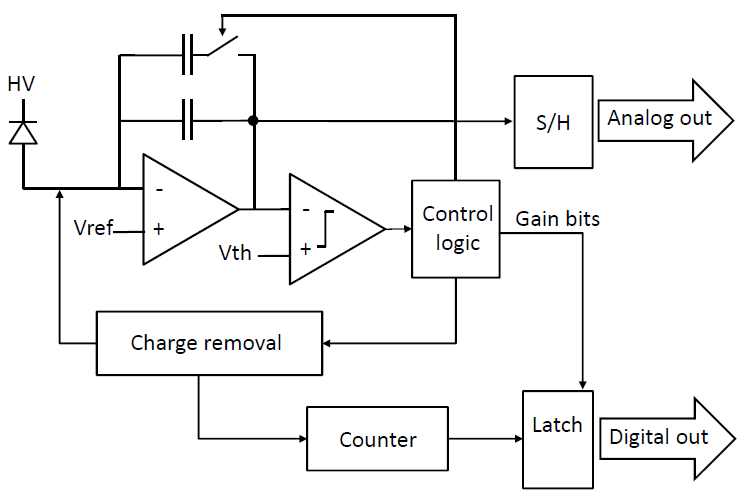 HV
S/H
Analog out
-
+
Vref
-
+
Vth
Control
logic
Gain bits
Charge removal
Counter
Latch
Digital out